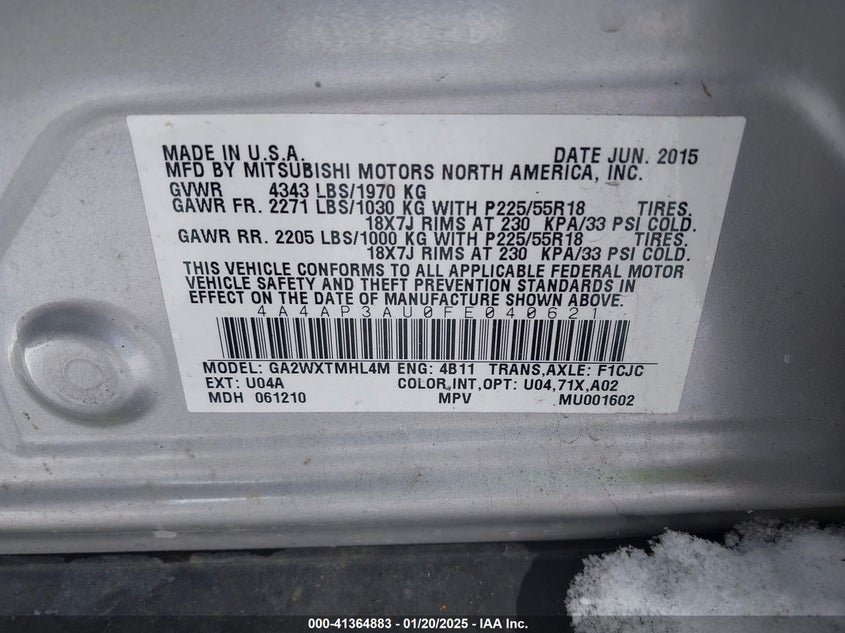 MADE IN U.S.A. DATE JUN. 2015
MFD BY MITSUBISHI MOTORS NORTH AMERICA, INC.
GVWR 4343 LBS/1970 KG
GAWR FR. 2271 LBS/1030 KG WITH P225/55R18 TIRES.
18X7J RIMS AT 230 KPA/33 PSI COLD.
GAWR RR. 2205 LBS/1000 KG WITH P225/55R18 TIRES.
18X7J RIMS AT 230 KPA/33 PSI COLD.
THIS VEHICLE CONFORMS TO ALL APPLICABLE FEDERAL MOTOR
VEHICLE SAFETY AND THEFT PREVENTION STANDARDS IN
EFFECT ON THE DATE OF MANUFACTURE SHOWN ABOVE.
4A4AP3AU0FE040621
MODEL: GA2WXTMHL4M ENG: 4B11 TRANS,AXLE: F1CJC
EXT: U04A COLOR,INT,OPT: U04,71X,A02
MDH 061210 MPV MU001602
000-41364883 - 01/20/2025 - IAA Inc.